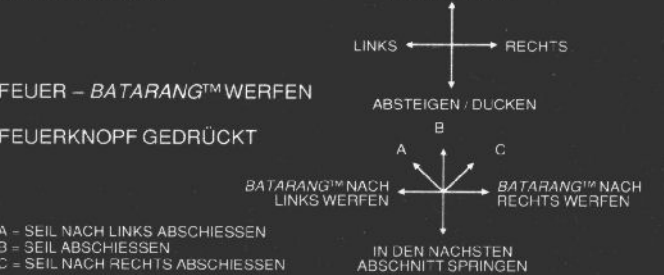 LINKS RECHTS
FEUER – BATARANG™ WERFEN
ABSTEIGEN / DUCKEN
FEUERKNOPF GEDRÜCKT
B
A C
BATARANG™ NACH LINKS WERFEN
BATARANG™ NACH RECHTS WERFEN
A = SEIL NACH LINKS ABSCHIESSEN
B = SEIL ABSCHIESSEN
C = SEIL NACH RECHTS ABSCHIESSEN
IN DEN NÄCHSTEN
ABSCHNITT SPRINGEN